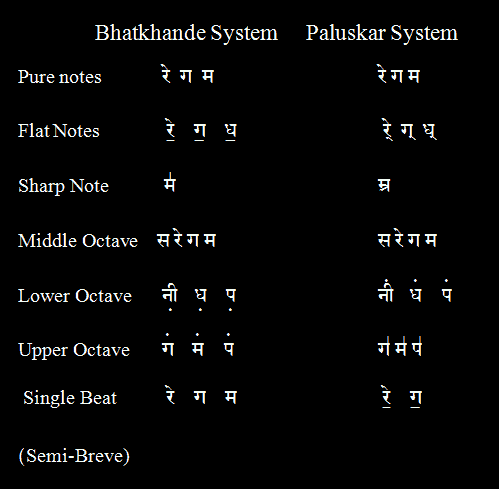 Bhatkhande System Paluskar System
Pure notes रे ग म रे ग म
Flat Notes रे॒ ग॒ ध॒ रे् ग् ध्
Sharp Note म॑ म्र
Middle Octave स रे ग म स रे ग म
Lower Octave नी़ ध़ प़ नीं धं पं
Upper Octave गं मं पं ग॑ म॑ प॑
Single Beat रे ग म रे॒ ग॒
(Semi-Breve)